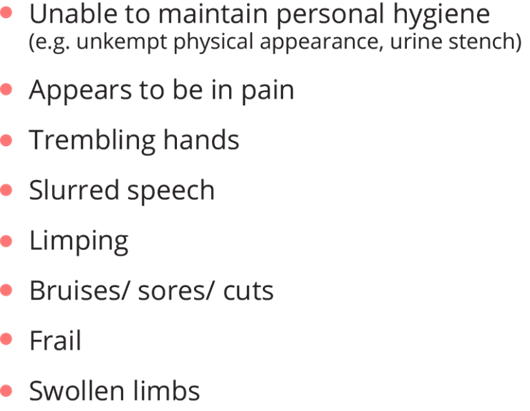 Unable to maintain personal hygiene
(e.g. unkempt physical appearance, urine stench)
Appears to be in pain
Trembling hands
Slurred speech
Limping
Bruises/ sores/ cuts
Frail
Swollen limbs